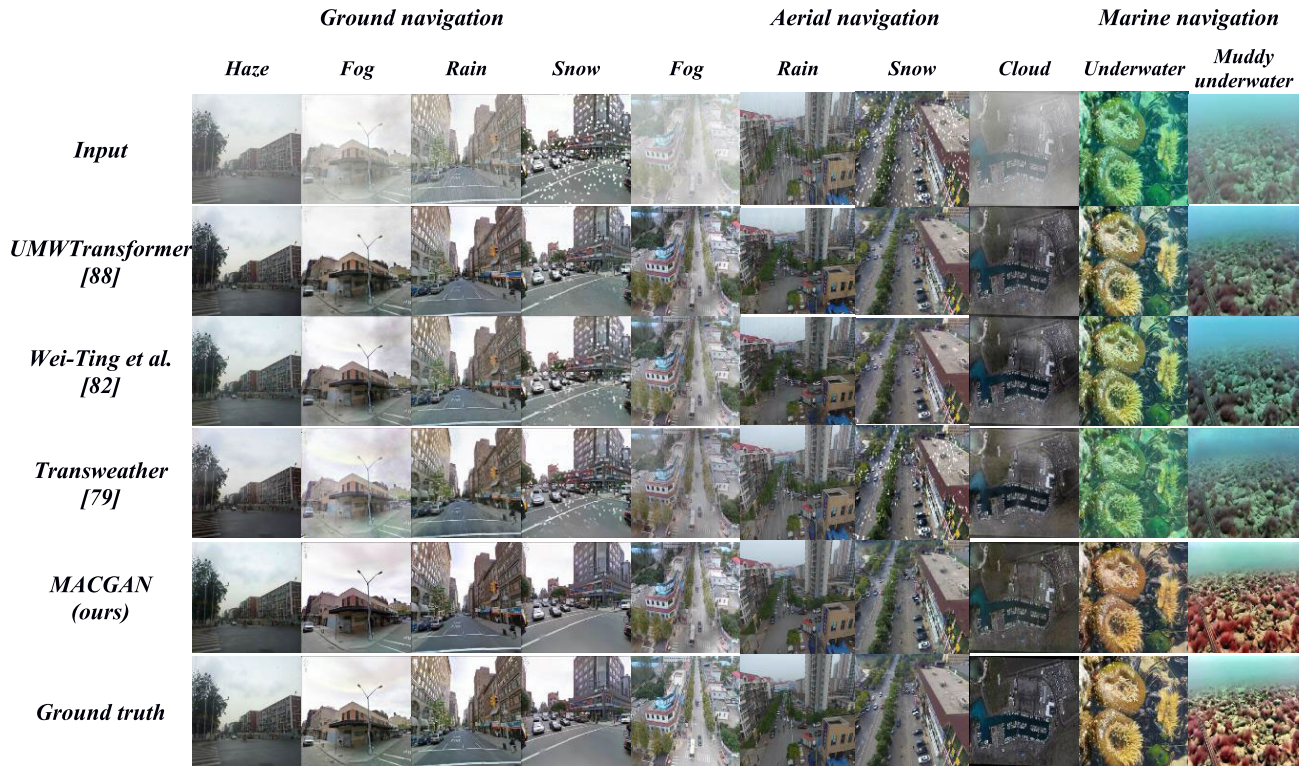 Ground navigation Aerial navigation Marine navigation
Haze Fog Rain Snow Fog Rain Snow Cloud Underwater Muddy
underwater
Input
UMWTransformer
[88]
Wei-Ting et al.
[82]
Transweather
[79]
MACGAN
(ours)
Ground truth